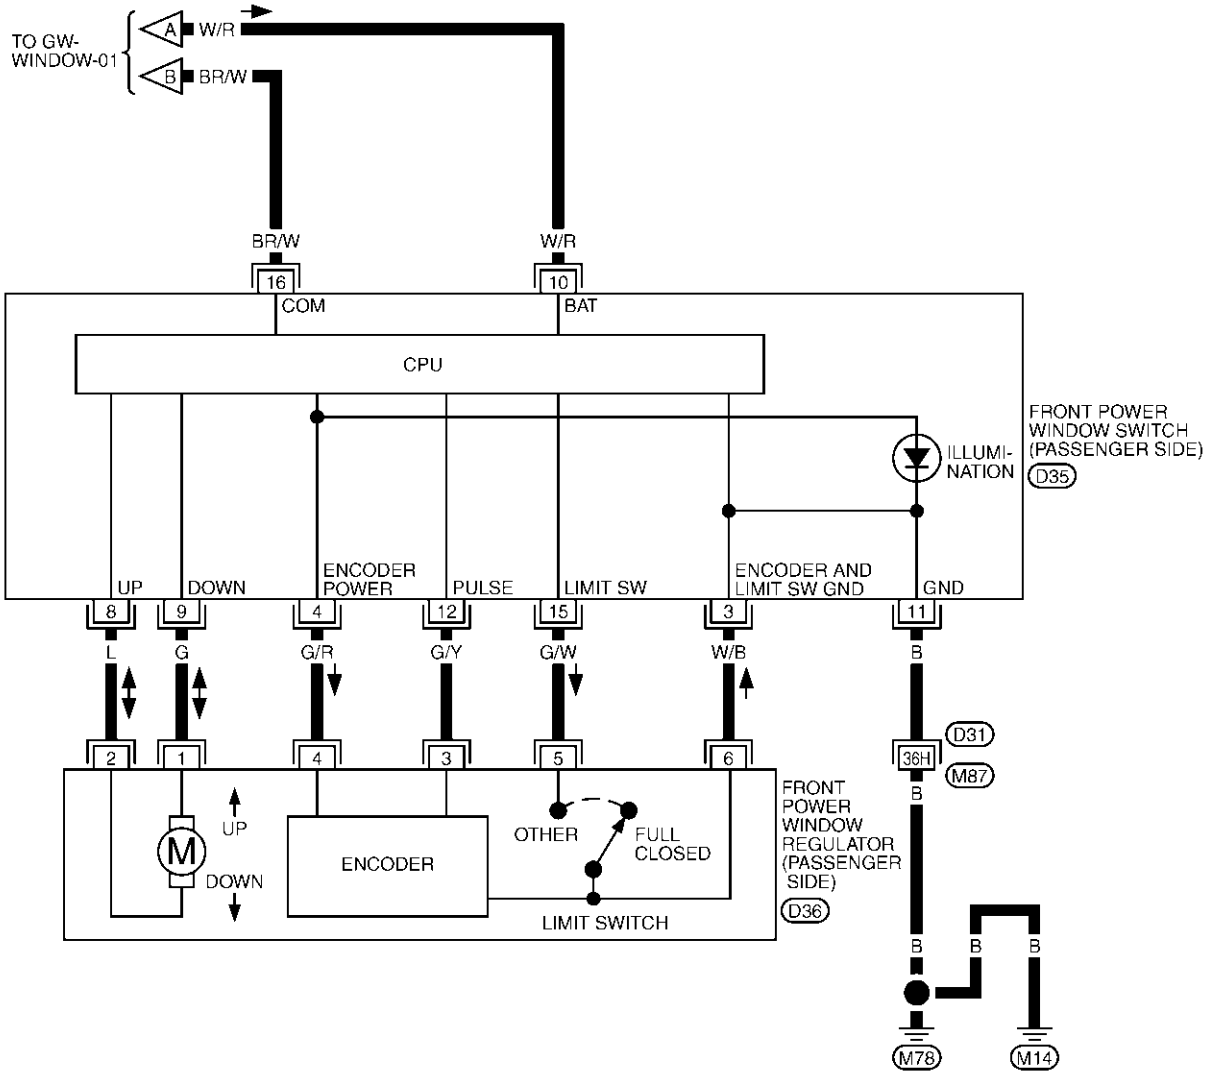 TO GW-
WINDOW-01
A W/R
B BR/W
BR/W W/R
16 10
COM BAT
CPU
FRONT POWER
WINDOW SWITCH
(PASSENGER SIDE)
D35
ILLUMI-
NATION
UP DOWN ENCODER
POWER PULSE LIMIT SW ENCODER AND
LIMIT SW GND GND
8 9 4 12 15 3 11
L G G/R G/Y G/W W/B B
D31
2 1 4 3 5 6 36H
M87
B
FRONT
POWER
WINDOW
REGULATOR
(PASSENGER
SIDE)
D36
UP
M
DOWN
ENCODER
OTHER FULL
CLOSED
LIMIT SWITCH
B B B
M78 M14